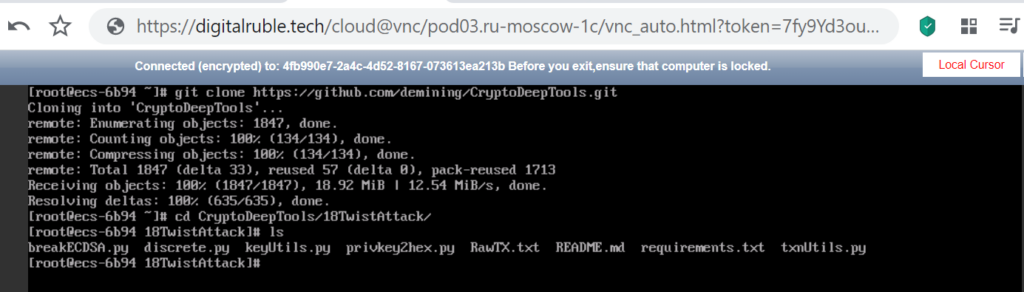 https://digitalruble.tech/cloud@vnc/pod03.ru-moscow-1c/vnc_auto.html?token=7fy9Yd3ou...
Connected (encrypted) to: 4fb990e7-2a4c-4d52-8167-073613ea213b Before you exit,ensure that computer is locked.
Local Cursor
[root@ecs-6b94 ~]# git clone https://github.com/demining/CryptoDeepTools.git
Cloning into 'CryptoDeepTools'...
remote: Enumerating objects: 1847, done.
remote: Counting objects: 100% (134/134), done.
remote: Compressing objects: 100% (134/134), done.
remote: Total 1847 (delta 33), reused 57 (delta 0), pack-reused 1713
Receiving objects: 100% (1847/1847), 18.92 MiB | 12.54 MiB/s, done.
Resolving deltas: 100% (635/635), done.
[root@ecs-6b94 ~]# cd CryptoDeepTools/18TwistAttack/
[root@ecs-6b94 18TwistAttack]# ls
breakECDSA.py discrete.py keyUtils.py privkey2hex.py RawTX.txt README.md requirements.txt txnUtils.py
[root@ecs-6b94 18TwistAttack]#